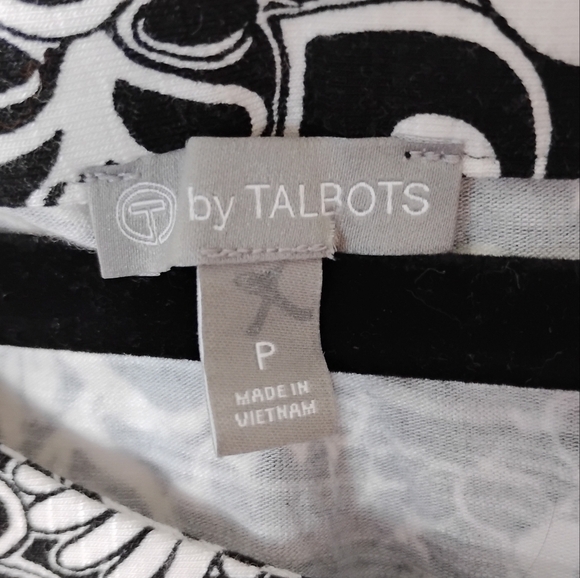 T by TALBOTS
P
MADE IN
VIETNAM